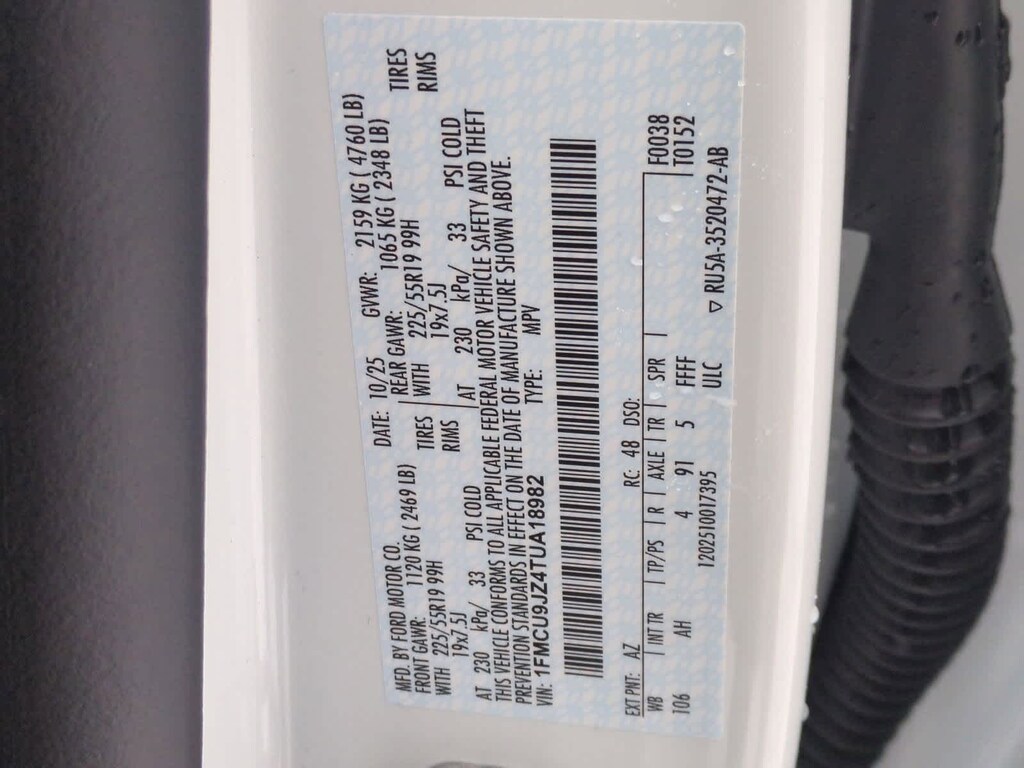 MFD. BY FORD MOTOR CO. DATE: 10/25 GVWR: 2159 KG ( 4760 LB)
FRONT GAWR: 1120 KG ( 2469 LB) REAR GAWR: 1065 KG ( 2348 LB)
WITH 225/55R19 99H TIRES WITH 225/55R19 99H TIRES
19x7.5J RIMS 19x7.5J RIMS
AT 230 kPa/ 33 PSI COLD AT 230 kPa/ 33 PSI COLD
THIS VEHICLE CONFORMS TO ALL APPLICABLE FEDERAL MOTOR VEHICLE SAFETY AND THEFT
PREVENTION STANDARDS IN EFFECT ON THE DATE OF MANUFACTURE SHOWN ABOVE.
VIN: 1FMCU9JZ4TUA18982 TYPE: MPV
EXT PNT: AZ RC: 48 DSO: F0038
WB | INT TR | TP/PS | R | AXLE | TR | SPR | T0152
106 AH 4 91 5 FFFF
1202510017395 ULC
▽ RU5A-3520472-AB